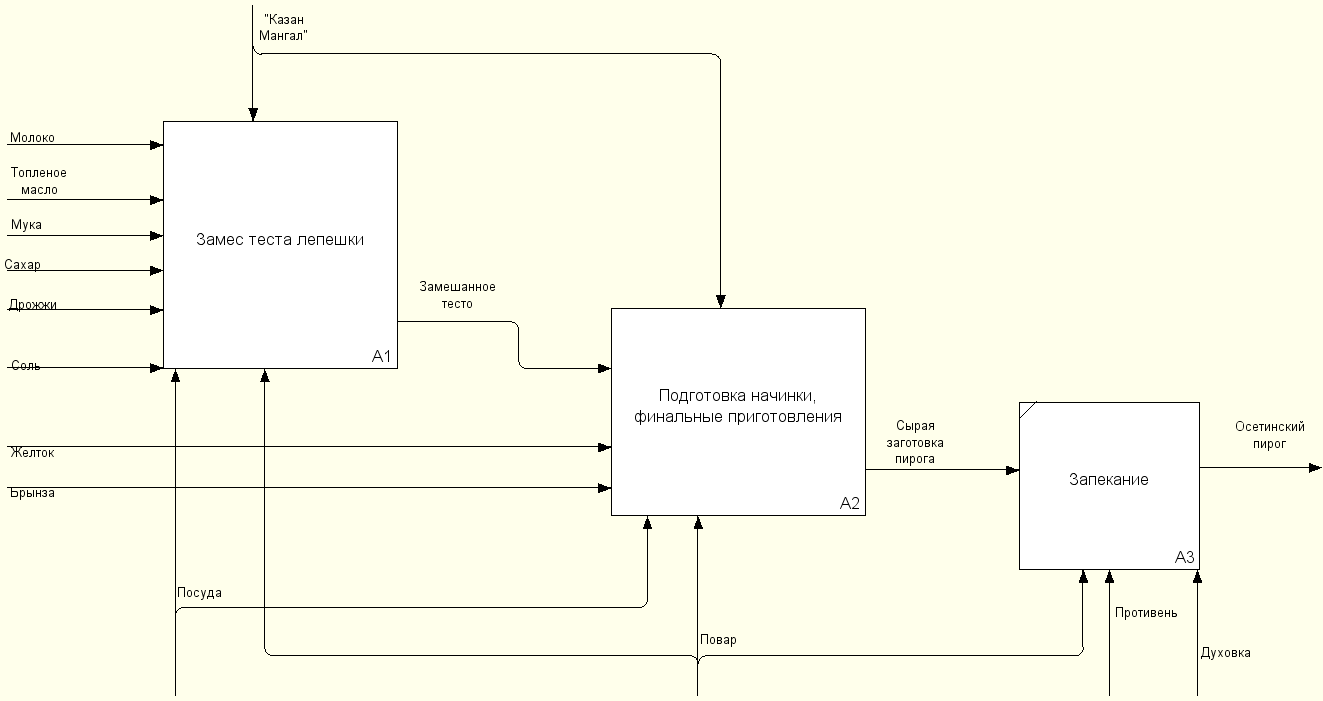 "Казан
Мангал"
Молоко
Топленое
масло
Мука
Сахар
Дрожжи
Соль
Замес теста лепешки
A1
Замешанное
тесто
Желток
Брынза
Подготовка начинки,
финальные приготовления
A2
Сырая
заготовка
пирога
Запекание
A3
Осетинский
пирог
Посуда
Повар
Противень
Духовка